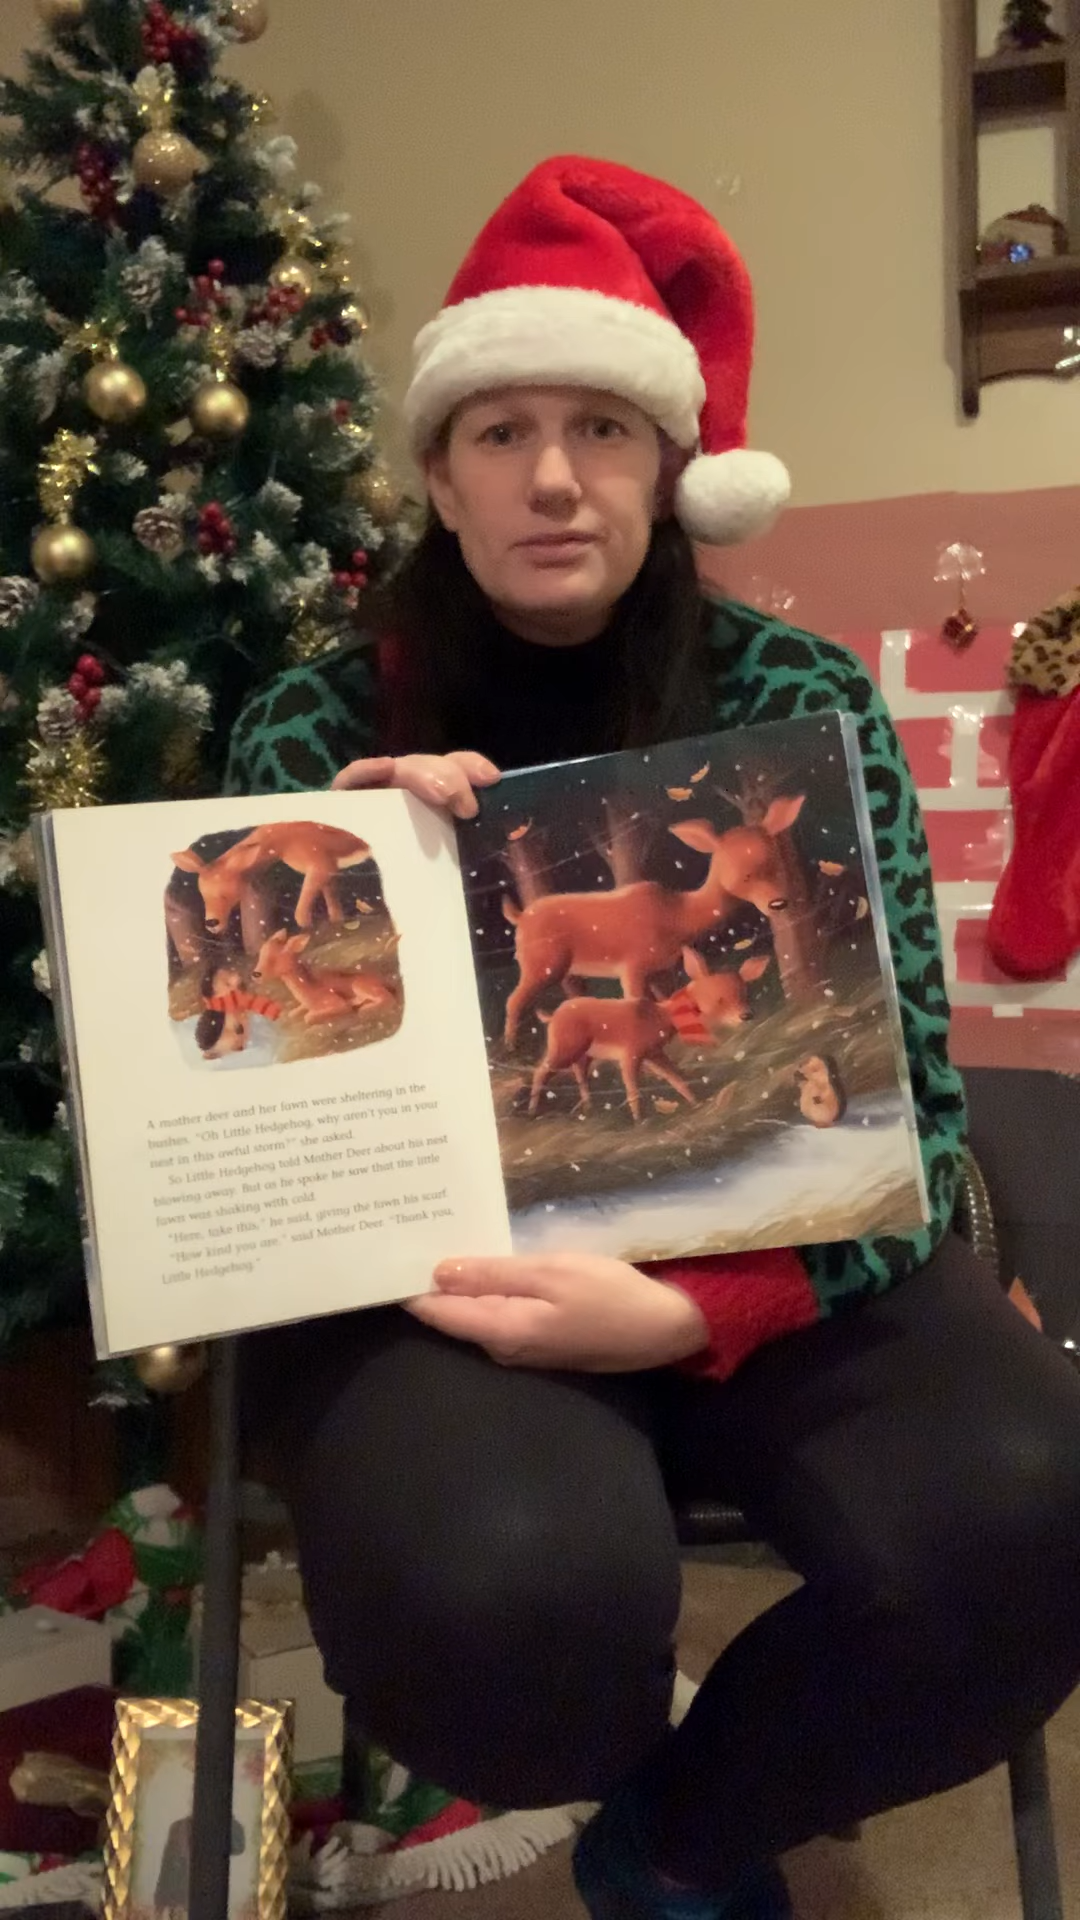 A mother deer and her fawn were sheltering in the
bushes. "Oh Little Hedgehog, why aren't you in your
nest in this awful storm?" she asked.
So Little Hedgehog told Mother Deer about his nest
blowing away. But as he spoke he saw that the little
fawn was shaking with cold.
"Here, take this," he said, giving the fawn his scarf.
"How kind you are," said Mother Deer. "Thank you,
Little Hedgehog."